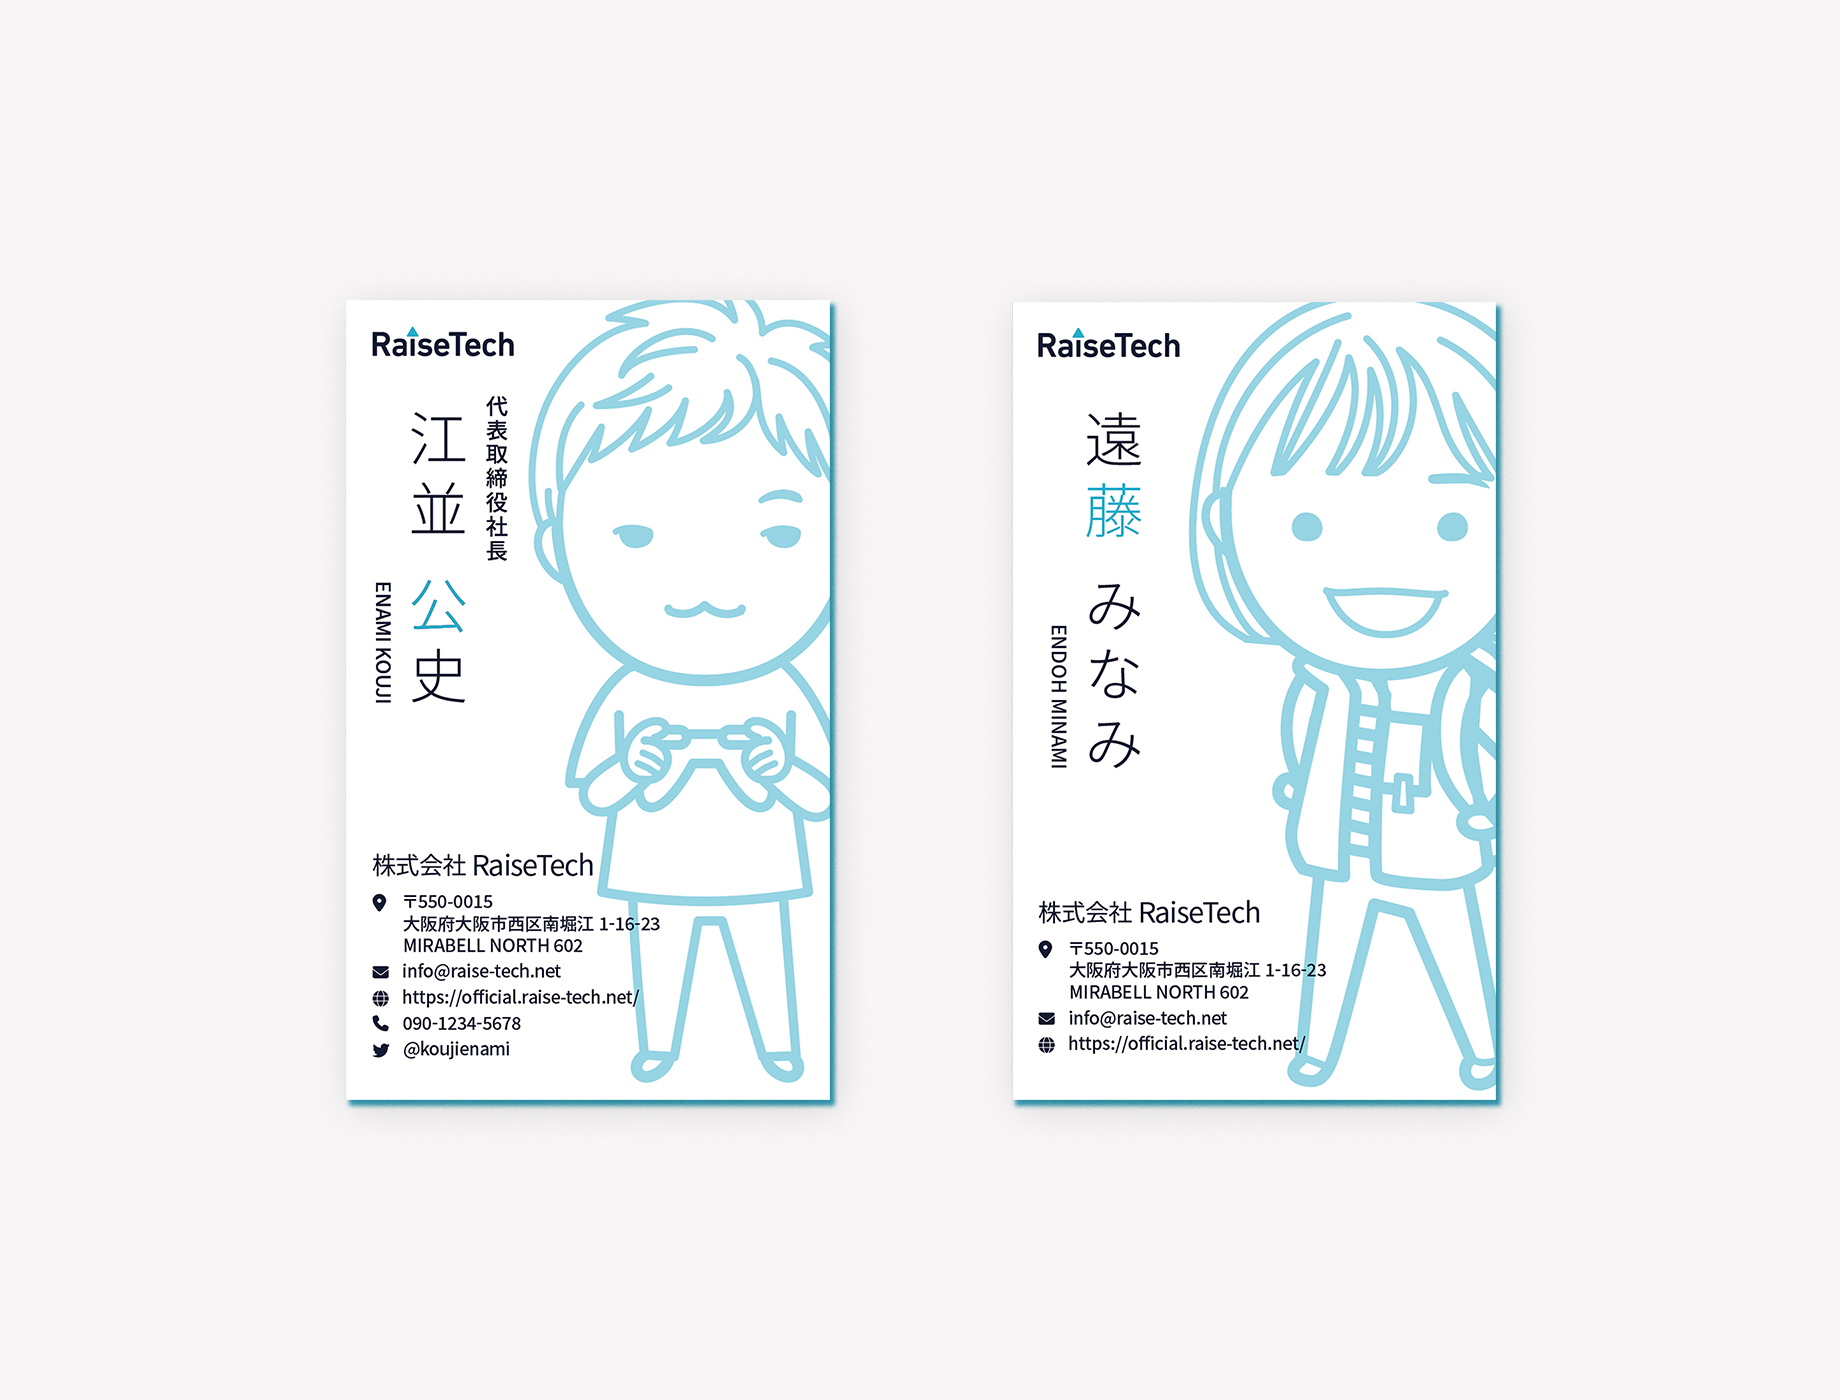 RaiseTech
代表取締役社長
江並 公史
ENAMI KOUJI
株式会社 RaiseTech
〒550-0015
大阪府大阪市西区南堀江 1-16-23
MIRABELL NORTH 602
info@raise-tech.net
https://official.raise-tech.net/
090-1234-5678
@koujienami
RaiseTech
遠藤 みなみ
ENDOH MINAMI
株式会社 RaiseTech
〒550-0015
大阪府大阪市西区南堀江 1-16-23
MIRABELL NORTH 602
info@raise-tech.net
https://official.raise-tech.net/